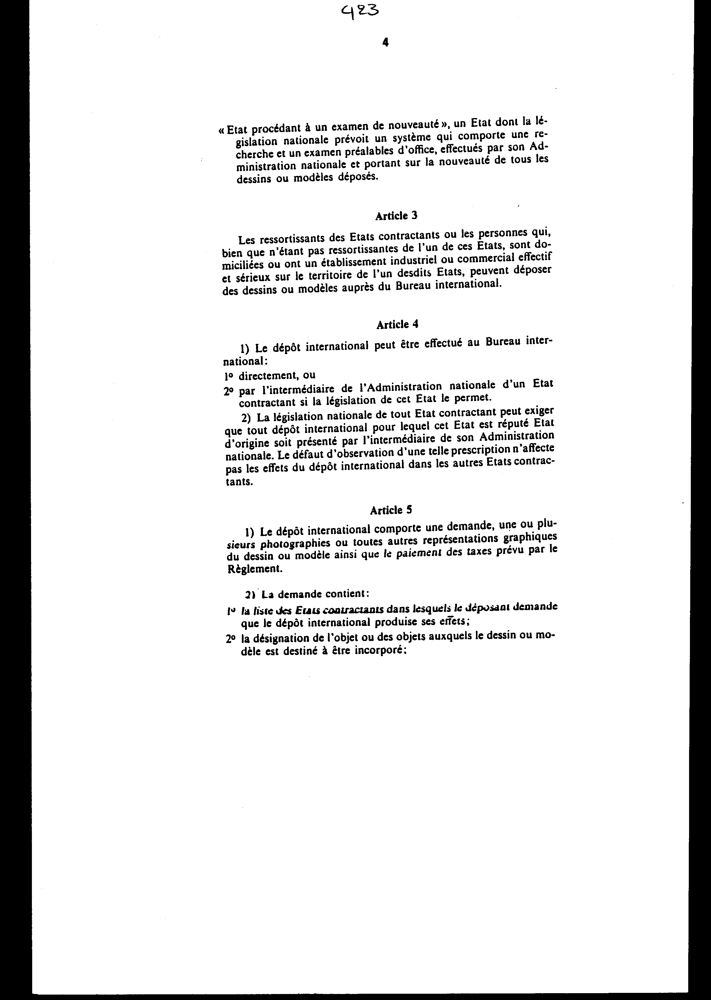 423
4
« Etat procédant à un examen de nouveauté », un Etat dont la lé-
gislation nationale prévoit un système qui comporte une re-
cherche et un examen préalables d'office, effectués par son Ad-
ministration nationale et portant sur la nouveauté de tous les
dessins ou modèles déposés.
Article 3
Les ressortissants des Etats contractants ou les personnes qui,
bien que n'étant pas ressortissantes de l'un de ces Etats, sont do-
miciliées ou ont un établissement industriel ou commercial effectif
et sérieux sur le territoire de l'un desdits Etats, peuvent déposer
des dessins ou modèles auprès du Bureau international.
Article 4
1) Le dépôt international peut être effectué au Bureau inter-
national:
1º directement, ou
2º par l'intermédiaire de l'Administration nationale d'un Etat
contractant si la législation de cet Etat le permet.
2) La législation nationale de tout Etat contractant peut exiger
que tout dépôt international pour lequel cet Etat est réputé Etat
d'origine soit présenté par l'intermédiaire de son Administration
nationale. Le défaut d'observation d'une telle prescription n'affecte
pas les effets du dépôt international dans les autres Etats contrac-
tants.
Article 5
1) Le dépôt international comporte une demande, une ou plu-
sieurs photographies ou toutes autres représentations graphiques
du dessin ou modèle ainsi que le paiement des taxes prévu par le
Règlement.
2) La demande contient:
1º la liste des Etats contractants dans lesquels le déposant demande
que le dépôt international produise ses effets;
2º la désignation de l'objet ou des objets auxquels le dessin ou mo-
dèle est destiné à être incorporé;